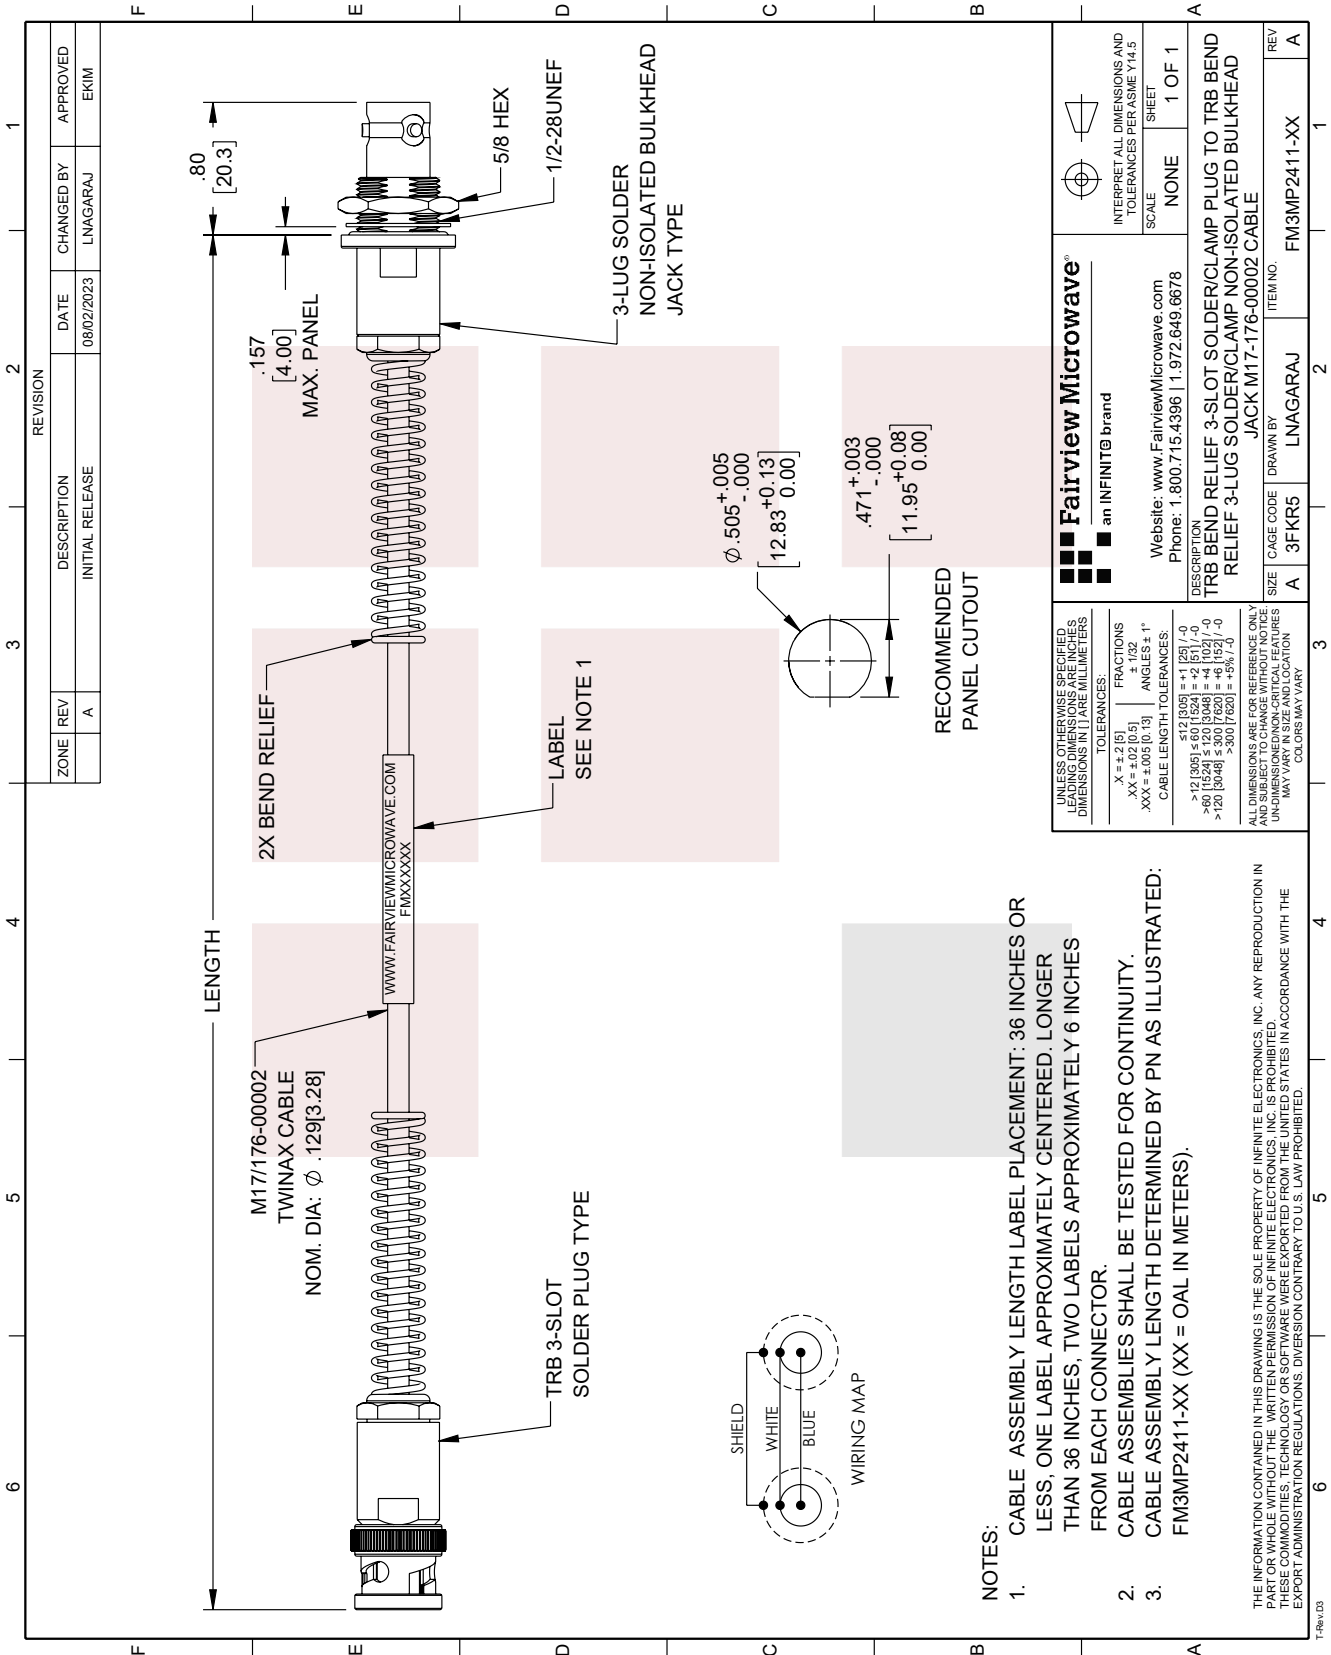 REVISION
ZONE REV DESCRIPTION DATE CHANGED BY APPROVED
A INITIAL RELEASE 08/02/2023 LNAGARAJ EKIM
6 5 4 3 2 1
F
E
D
C
B
A
LENGTH
.80
[20.3]
.157
[4.00]
MAX. PANEL
M17/176-00002
TWINAX CABLE
NOM. DIA: ∅ .129[3.28]
2X BEND RELIEF
WWW.FAIRVIEWMICROWAVE.COM
FMXXXXXX
5/8 HEX
1/2-28UNEF
3-LUG SOLDER
NON-ISOLATED BULKHEAD
JACK TYPE
TRB 3-SLOT
SOLDER PLUG TYPE
LABEL
SEE NOTE 1
SHIELD
WHITE
BLUE
WIRING MAP
∅.505 +.005
-.000
[12.83 +0.13
0.00]
.471 +.003
-.000
[11.95 +0.08
0.00]
RECOMMENDED
PANEL CUTOUT
NOTES:
1. CABLE ASSEMBLY LENGTH LABEL PLACEMENT: 36 INCHES OR
LESS, ONE LABEL APPROXIMATELY CENTERED. LONGER
THAN 36 INCHES, TWO LABELS APPROXIMATELY 6 INCHES
FROM EACH CONNECTOR.
2. CABLE ASSEMBLIES SHALL BE TESTED FOR CONTINUITY.
3. CABLE ASSEMBLY LENGTH DETERMINED BY PN AS ILLUSTRATED:
FM3MP2411-XX (XX = OAL IN METERS).
THE INFORMATION CONTAINED IN THIS DRAWING IS THE SOLE PROPERTY OF INFINITE ELECTRONICS, INC. ANY REPRODUCTION IN
PART OR WHOLE WITHOUT THE WRITTEN PERMISSION OF INFINITE ELECTRONICS, INC. IS PROHIBITED.
THESE COMMODITIES, TECHNOLOGY OR SOFTWARE WERE EXPORTED FROM THE UNITED STATES IN ACCORDANCE WITH THE
EXPORT ADMINISTRATION REGULATIONS. DIVERSION CONTRARY TO U.S. LAW PROHIBITED.
UNLESS OTHERWISE SPECIFIED
LEADING DIMENSIONS ARE INCHES
DIMENSIONS IN [ ] ARE MILLIMETERS
TOLERANCES:
.X = ±.2 [5] FRACTIONS
.XX = ±.02 [0.5] ± 1/32
.XXX = ±.005 [0.13] ANGLES ± 1°
CABLE LENGTH TOLERANCES:
≤12 [305] = +1 [25] / -0
>12 [305] ≤ 60 [1524] = +2 [51] / -0
>60 [1524] ≤ 120 [3048] = +4 [102] / -0
>120 [3048] ≤ 300 [7620] = +6 [152] / -0
>300 [7620] = +5% / -0
ALL DIMENSIONS ARE FOR REFERENCE ONLY
AND SUBJECT TO CHANGE WITHOUT NOTICE.
UN-DIMENSIONED/NON-CRITICAL FEATURES
MAY VARY IN SIZE AND LOCATION
COLORS MAY VARY
Fairview Microwave®
an INFINIT℮ brand
Website: www.FairviewMicrowave.com
Phone: 1.800.715.4396 | 1.972.649.6678
INTERPRET ALL DIMENSIONS AND
TOLERANCES PER ASME Y14.5
SCALE NONE
SHEET 1 OF 1
DESCRIPTION
TRB BEND RELIEF 3-SLOT SOLDER/CLAMP PLUG TO TRB BEND
RELIEF 3-LUG SOLDER/CLAMP NON-ISOLATED BULKHEAD
JACK M17-176-00002 CABLE
SIZE A
CAGE CODE 3FKR5
DRAWN BY LNAGARAJ
ITEM NO. FM3MP2411-XX
REV A
6 5 4 3 2 1
F
E
D
C
B
A
T-Rev.D3